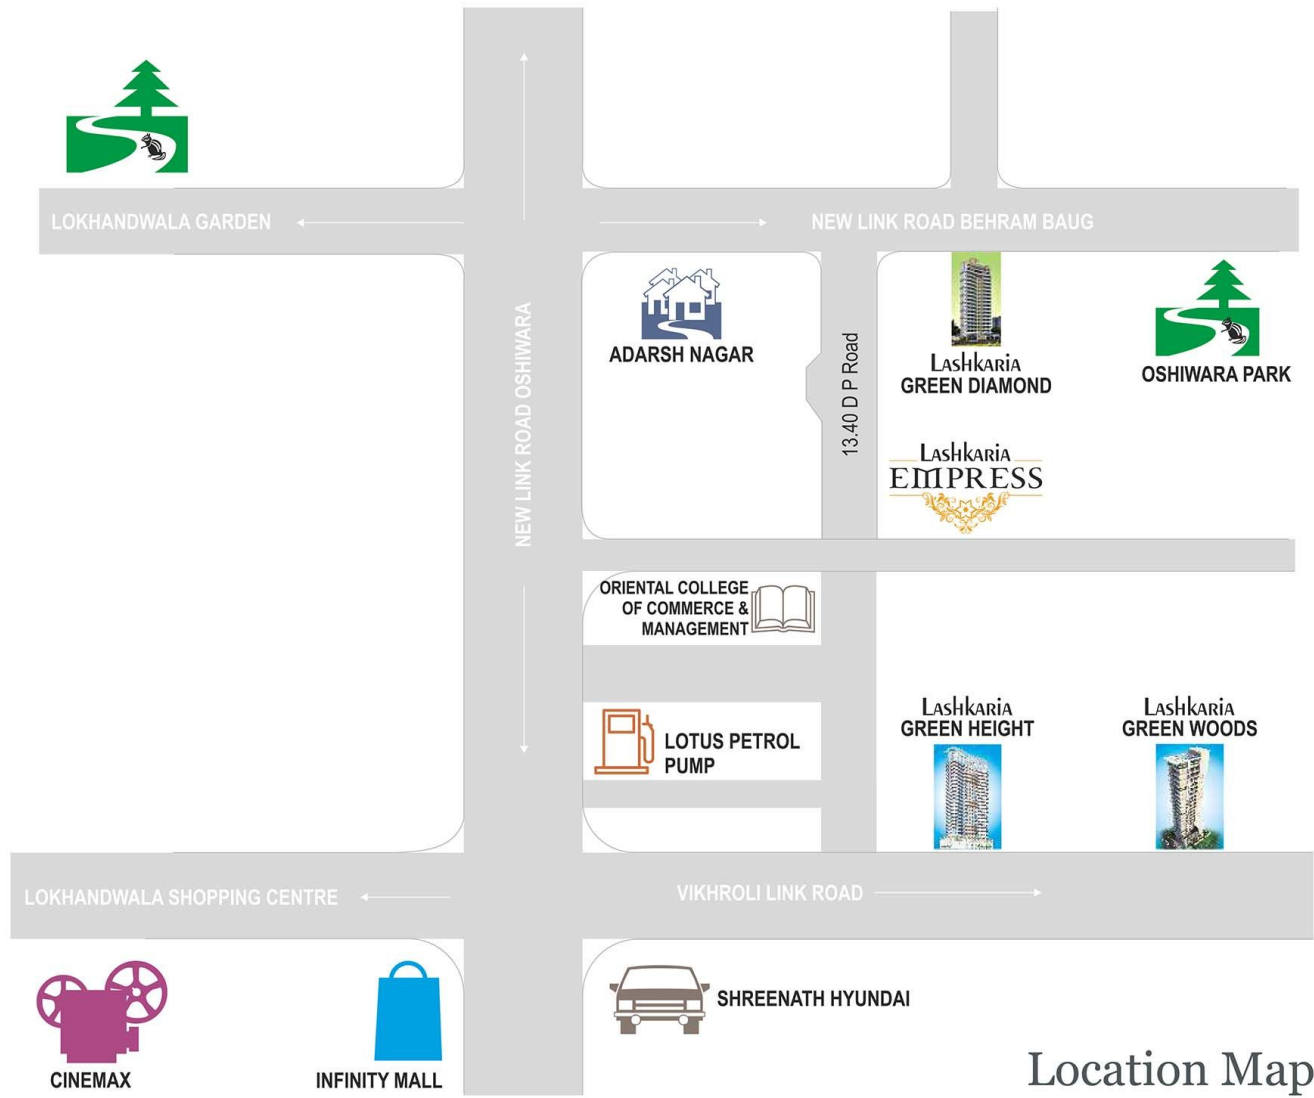 LOKHANDWALA GARDEN
NEW LINK ROAD BEHRAM BAUG
NEW LINK ROAD OSHIWARA
ADARSH NAGAR
13.40 D P Road
LASHKARIA
GREEN DIAMOND
OSHIWARA PARK
LASHKARIA
EMPRESS
ORIENTAL COLLEGE
OF COMMERCE &
MANAGEMENT
LOTUS PETROL
PUMP
LASHKARIA
GREEN HEIGHT
LASHKARIA
GREEN WOODS
LOKHANDWALA SHOPPING CENTRE
VIKHROLI LINK ROAD
CINEMAX
INFINITY MALL
SHREENATH HYUNDAI
Location Map